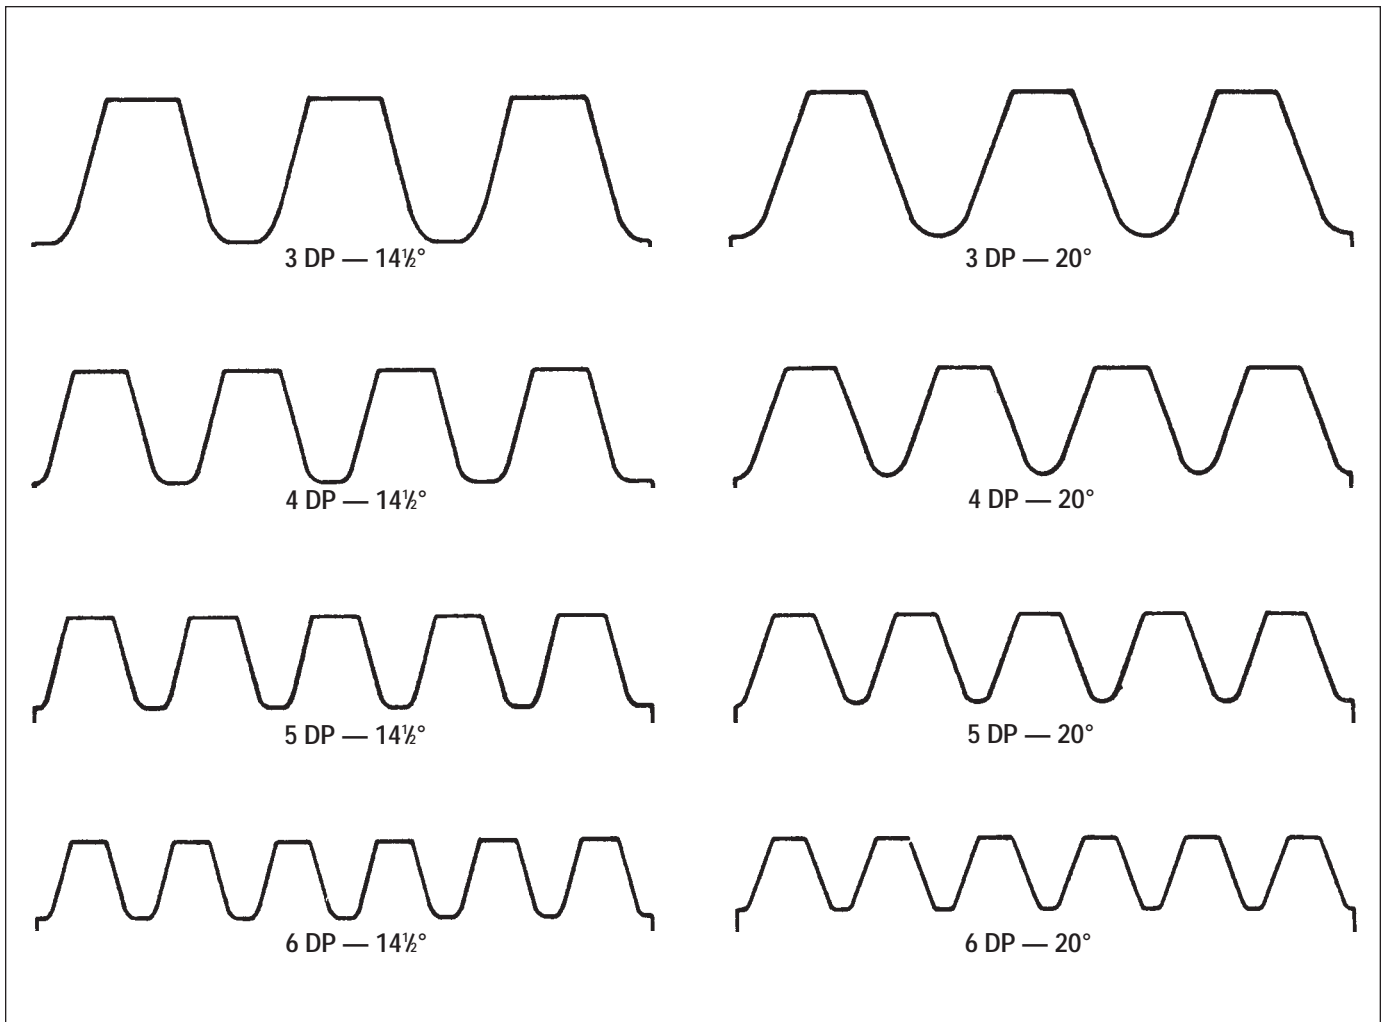 3 DP — 14½°
3 DP — 20°
4 DP — 14½°
4 DP — 20°
5 DP — 14½°
5 DP — 20°
6 DP — 14½°
6 DP — 20°